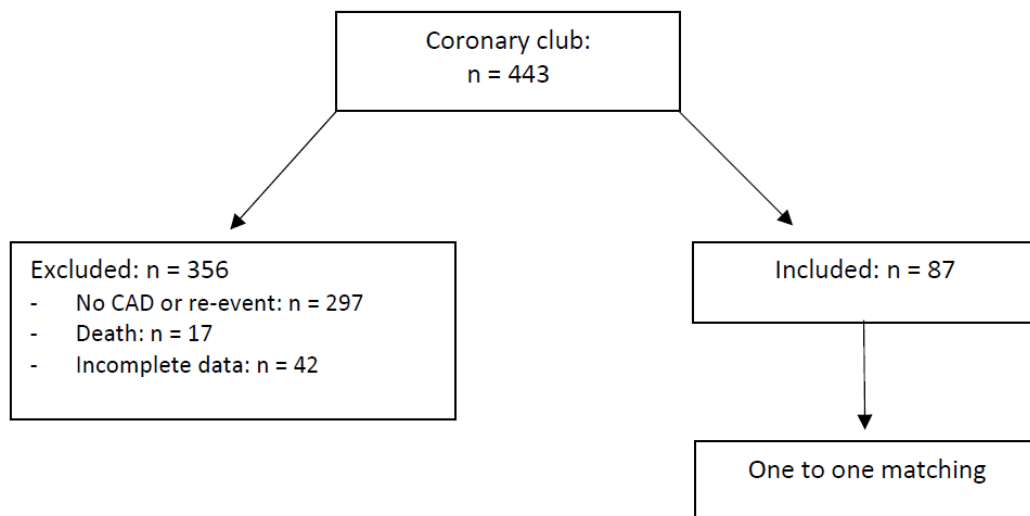 Coronary club:
n = 443
Excluded: n = 356
- No CAD or re-event: n = 297
- Death: n = 17
- Incomplete data: n = 42
Included: n = 87
One to one matching